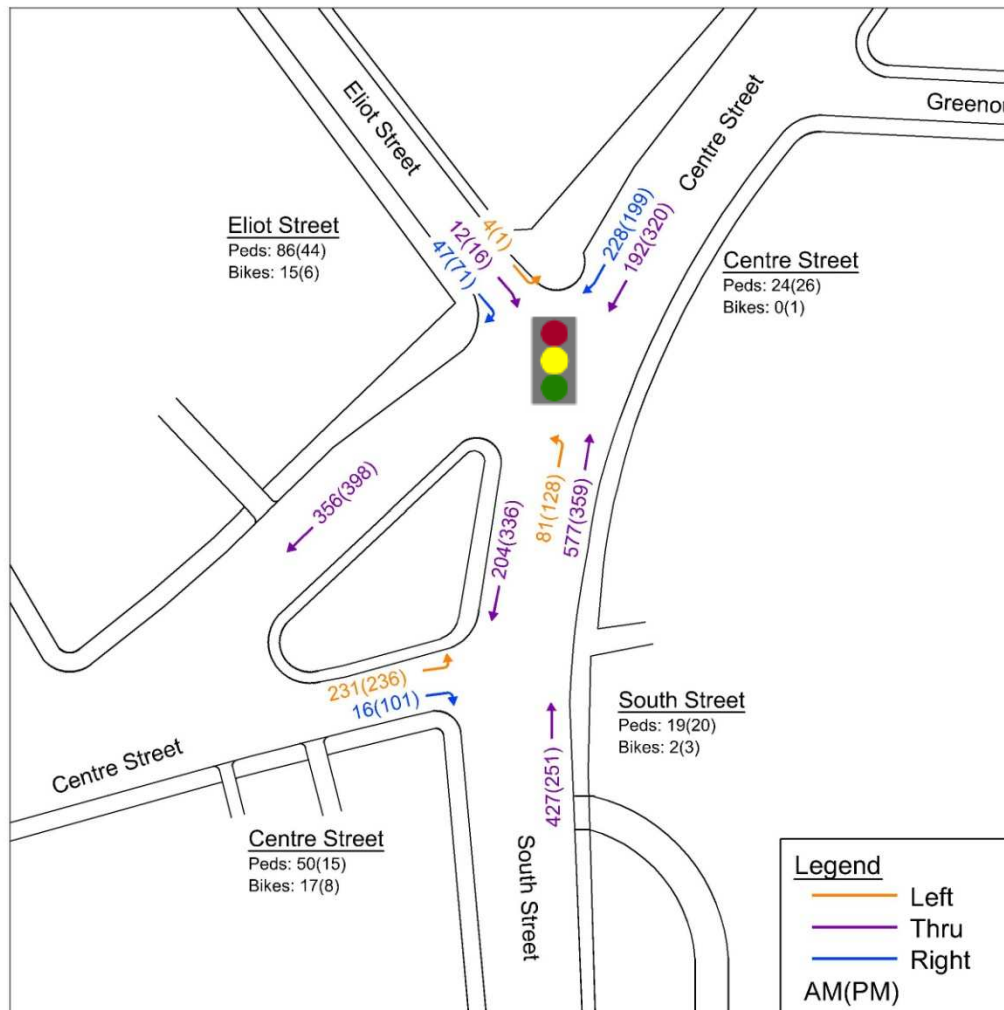 Eliot Street
Centre Street
Greenou
4(1)
12(16)
47(71)
228(199)
192(320)
Eliot Street
Peds: 86(44)
Bikes: 15(6)
Centre Street
Peds: 24(26)
Bikes: 0(1)
356(398)
204(336)
81(128)
577(359)
231(236)
16(101)
South Street
Peds: 19(20)
Bikes: 2(3)
Centre Street
427(251)
Centre Street
Peds: 50(15)
Bikes: 17(8)
South Street
Legend
Left
Thru
Right
AM(PM)